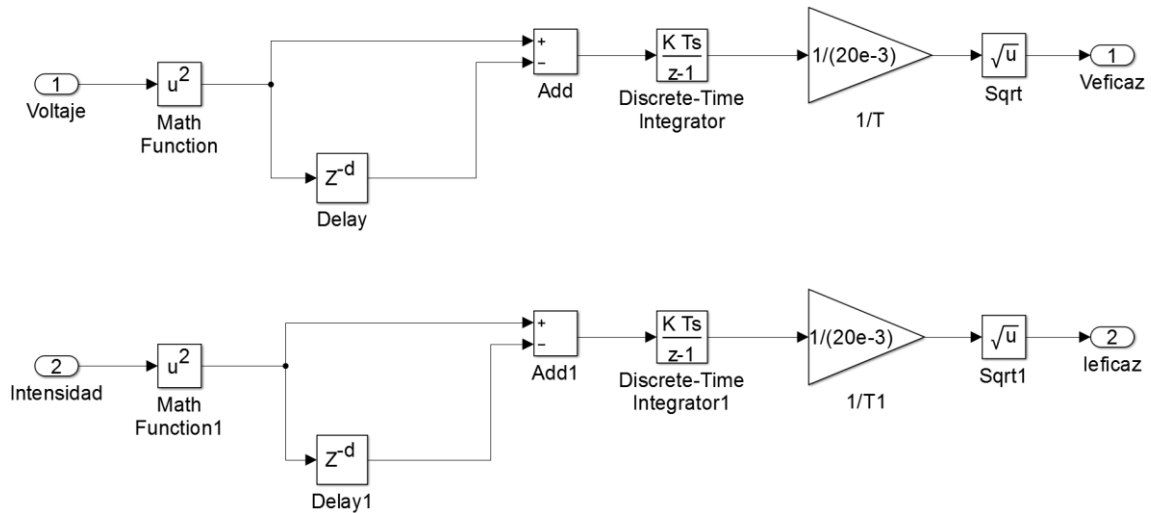 1
Voltaje
u2
Math
Function
Z-d
Delay
+
−
Add
K Ts
z-1
Discrete-Time
Integrator
1/(20e-3)
1/T
√u
Sqrt
1
Veficaz
2
Intensidad
u2
Math
Function1
Z-d
Delay1
+
−
Add1
K Ts
z-1
Discrete-Time
Integrator1
1/(20e-3)
1/T1
√u
Sqrt1
2
Ieficaz